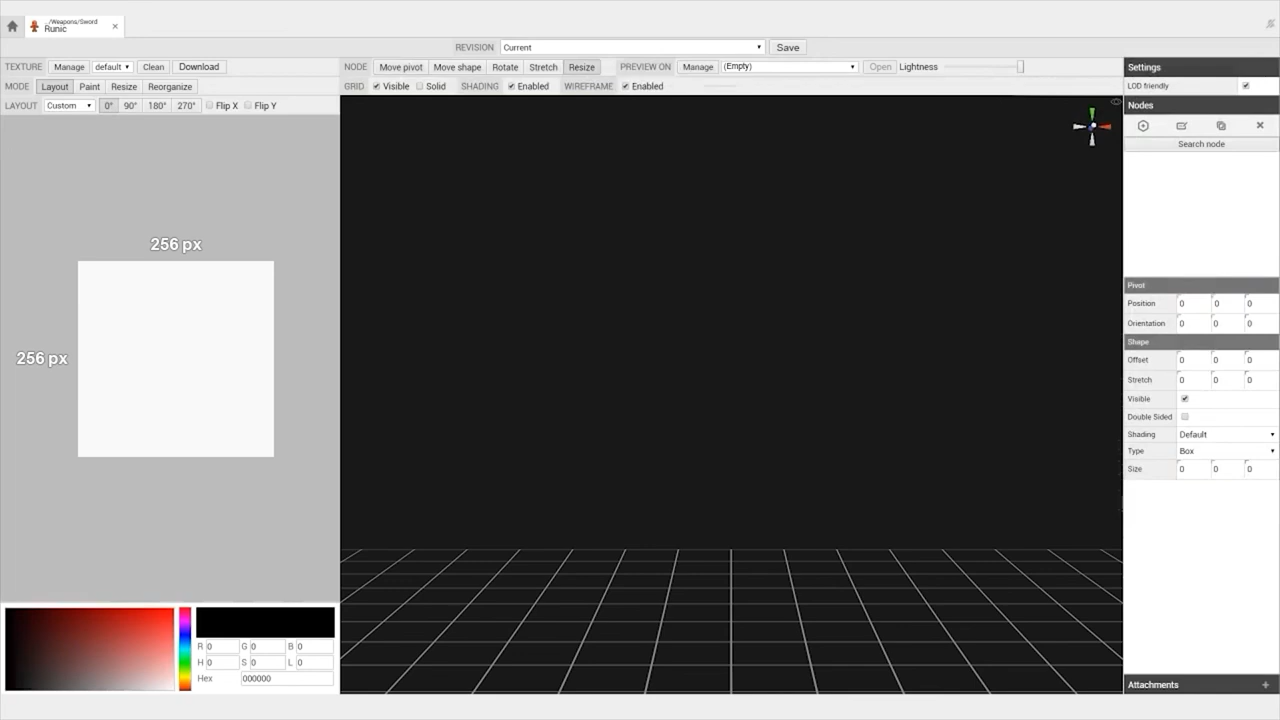 ../Weapons/Sword
Runic
REVISION Current Save
TEXTURE Manage default Clean Download
NODE Move pivot Move shape Rotate Stretch Resize PREVIEW ON Manage (Empty) Open Lightness
Settings
MODE Layout Paint Resize Reorganize
GRID Visible Solid SHADING Enabled WIREFRAME Enabled
LOD friendly
LAYOUT Custom 0° 90° 180° 270° Flip X Flip Y
Nodes
Search node
256 px
256 px
Pivot
Position 0 0 0
Orientation 0 0 0
Shape
Offset 0 0 0
Stretch 0 0 0
Visible
Double Sided
Shading Default
Type Box
Size 0 0 0
R 0 G 0 B 0
H 0 S 0 L 0
Hex 000000
Attachments +